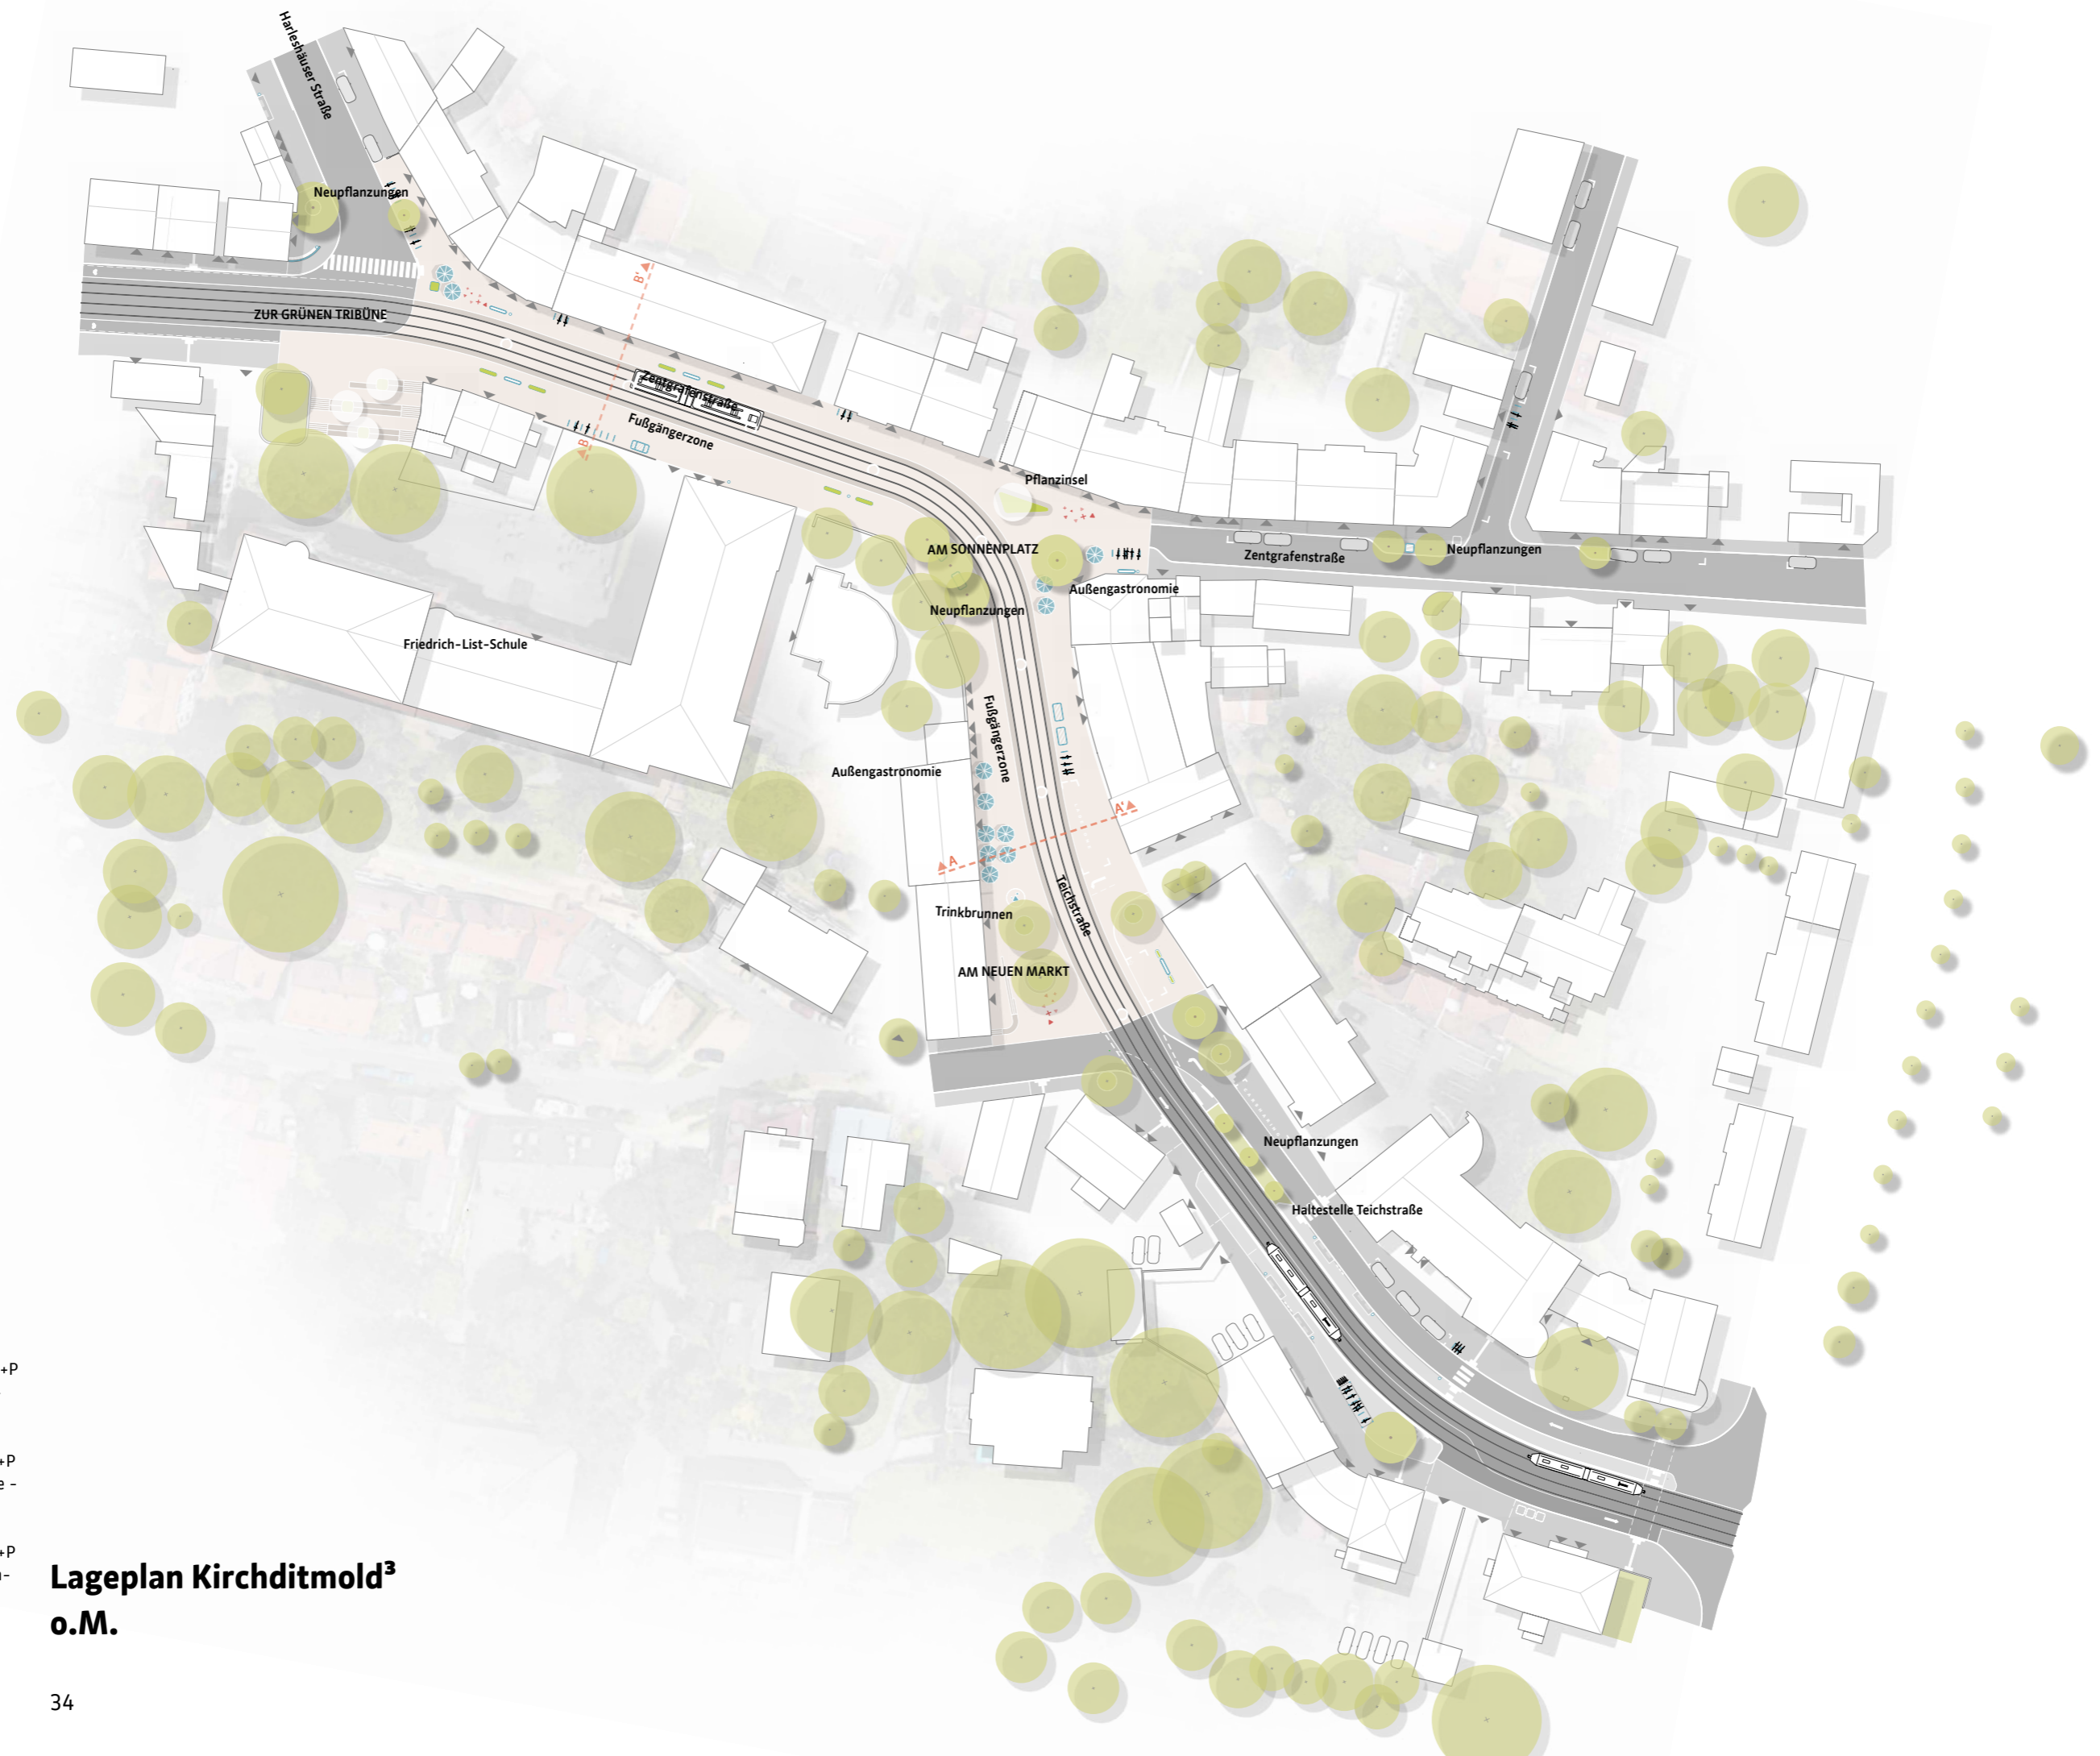 Harleshäuser Straße
Neupflanzungen
ZUR GRÜNEN TRIBÜNE
B'
Zentgrafenstraße
Fußgängerzone
B
Pflanzinsel
AM SONNENPLATZ
Zentgrafenstraße
Neupflanzungen
Außengastronomie
Neupflanzungen
Friedrich-List-Schule
Fußgängerzone
Außengastronomie
A'
A
Teichstraße
Trinkbrunnen
AM NEUEN MARKT
Neupflanzungen
Haltestelle Teichstraße
+P
+P
e -
+P
Lageplan Kirchditmold³
o.M.
34